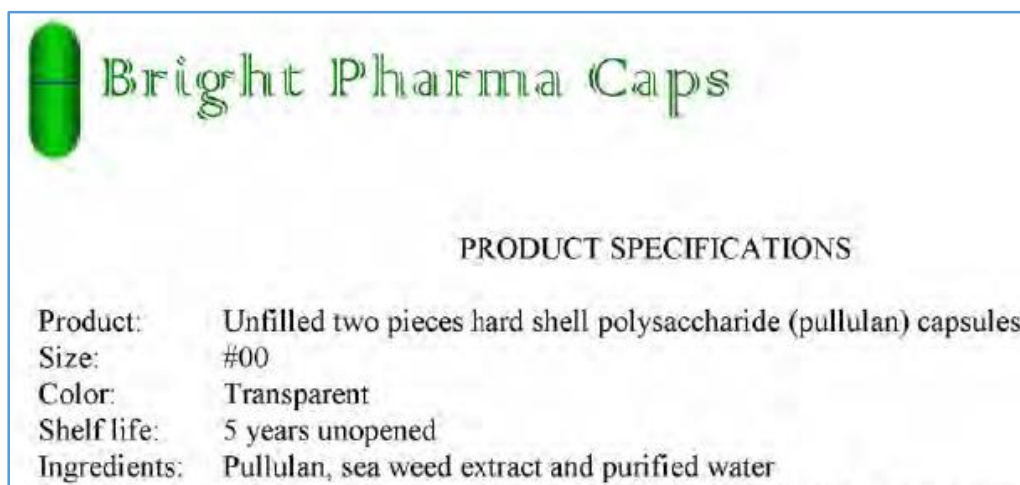 Bright Pharma Caps
PRODUCT SPECIFICATIONS
Product: Unfilled two pieces hard shell polysaccharide (pullulan) capsules
Size: #00
Color: Transparent
Shelf life: 5 years unopened
Ingredients: Pullulan, sea weed extract and purified water